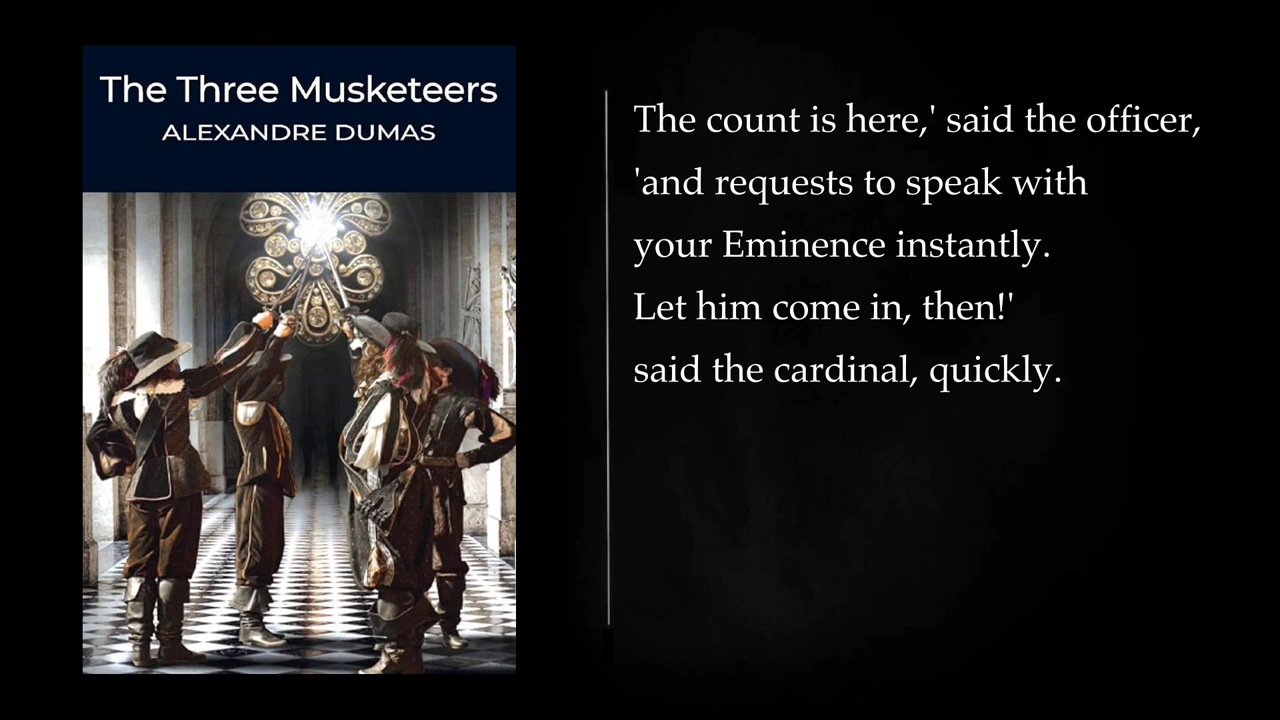 The Three Musketeers
ALEXANDRE DUMAS
The count is here,' said the officer,
'and requests to speak with
your Eminence instantly.
Let him come in, then!'
said the cardinal, quickly.